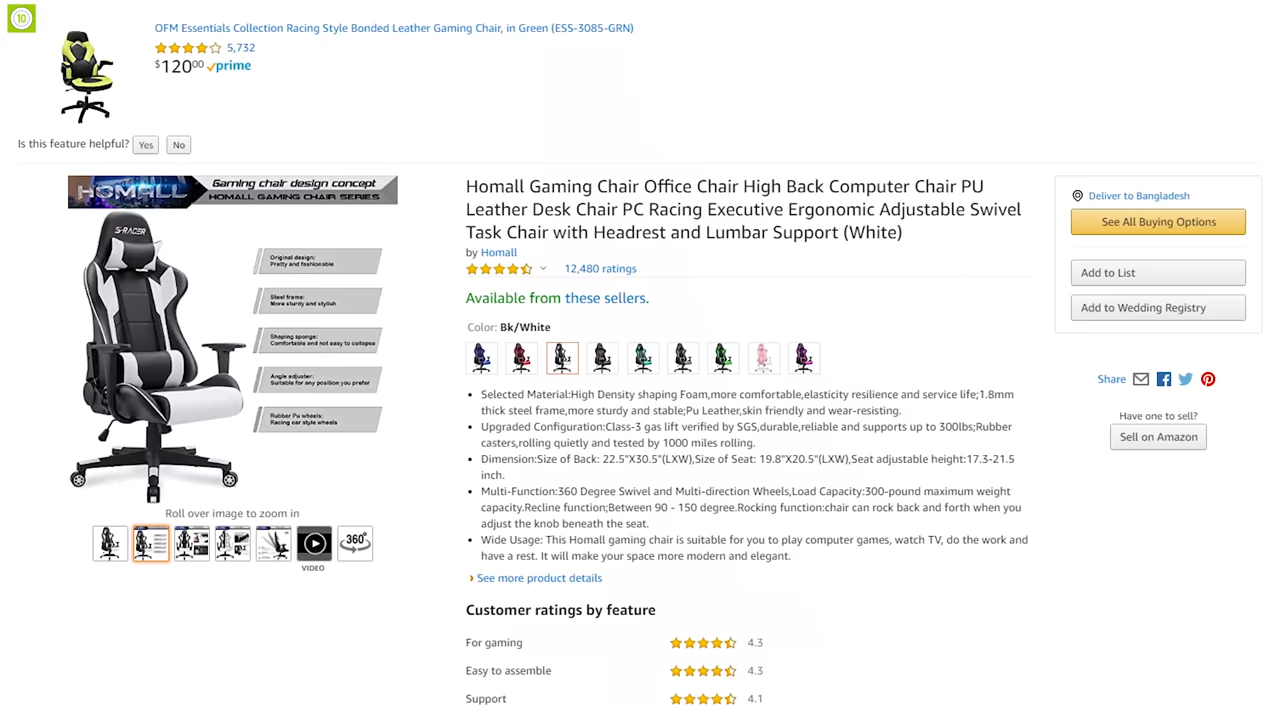 10
OFM Essentials Collection Racing Style Bonded Leather Gaming Chair, in Green (ESS-3085-GRN)
5,732
$12000 prime
Is this feature helpful? Yes No
HOMALL
Gaming chair design concept
HOMALL GAMING CHAIR SERIES
S-RACER
Original design:
Pretty and fashionable
Steel frame:
More sturdy and stylish
Shaping sponge:
Comfortable and not easy to collapse
Angle adjuster:
Suitable for any position you prefer
Rubber Pu wheels:
Racing car style wheels
Roll over image to zoom in
360°
VIDEO
Homall Gaming Chair Office Chair High Back Computer Chair PU
Leather Desk Chair PC Racing Executive Ergonomic Adjustable Swivel
Task Chair with Headrest and Lumbar Support (White)
by Homall
12,480 ratings
Available from these sellers.
Color: Bk/White
• Selected Material:High Density shaping Foam,more comfortable,elasticity resilience and service life;1.8mm
thick steel frame,more sturdy and stable;Pu Leather,skin friendly and wear-resisting.
• Upgraded Configuration:Class-3 gas lift verified by SGS,durable,reliable and supports up to 300lbs;Rubber
casters,rolling quietly and tested by 1000 miles rolling.
• Dimension:Size of Back: 22.5"X30.5"(LXW),Size of Seat: 19.8"X20.5"(LXW),Seat adjustable height:17.3-21.5
inch.
• Multi-Function:360 Degree Swivel and Multi-direction Wheels,Load Capacity:300-pound maximum weight
capacity.Recline function;Between 90 - 150 degree.Rocking function:chair can rock back and forth when you
adjust the knob beneath the seat.
• Wide Usage: This Homall gaming chair is suitable for you to play computer games, watch TV, do the work and
have a rest. It will make your space more modern and elegant.
› See more product details
Customer ratings by feature
For gaming 4.3
Easy to assemble 4.3
Support 4.1
Deliver to Bangladesh
See All Buying Options
Add to List
Add to Wedding Registry
Share
Have one to sell?
Sell on Amazon